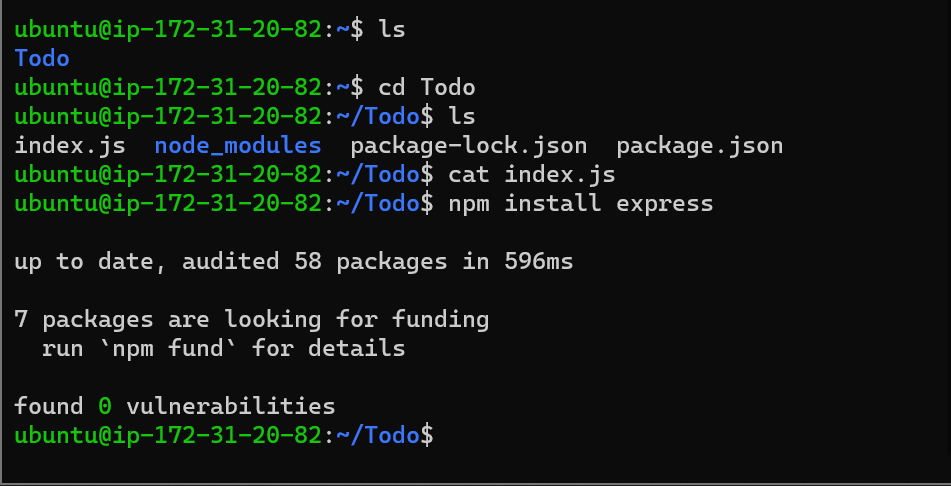 ubuntu@ip-172-31-20-82:~$ ls
Todo
ubuntu@ip-172-31-20-82:~$ cd Todo
ubuntu@ip-172-31-20-82:~/Todo$ ls
index.js  node_modules  package-lock.json  package.json
ubuntu@ip-172-31-20-82:~/Todo$ cat index.js
ubuntu@ip-172-31-20-82:~/Todo$ npm install express
up to date, audited 58 packages in 596ms
7 packages are looking for funding
  run `npm fund` for details
found 0 vulnerabilities
ubuntu@ip-172-31-20-82:~/Todo$